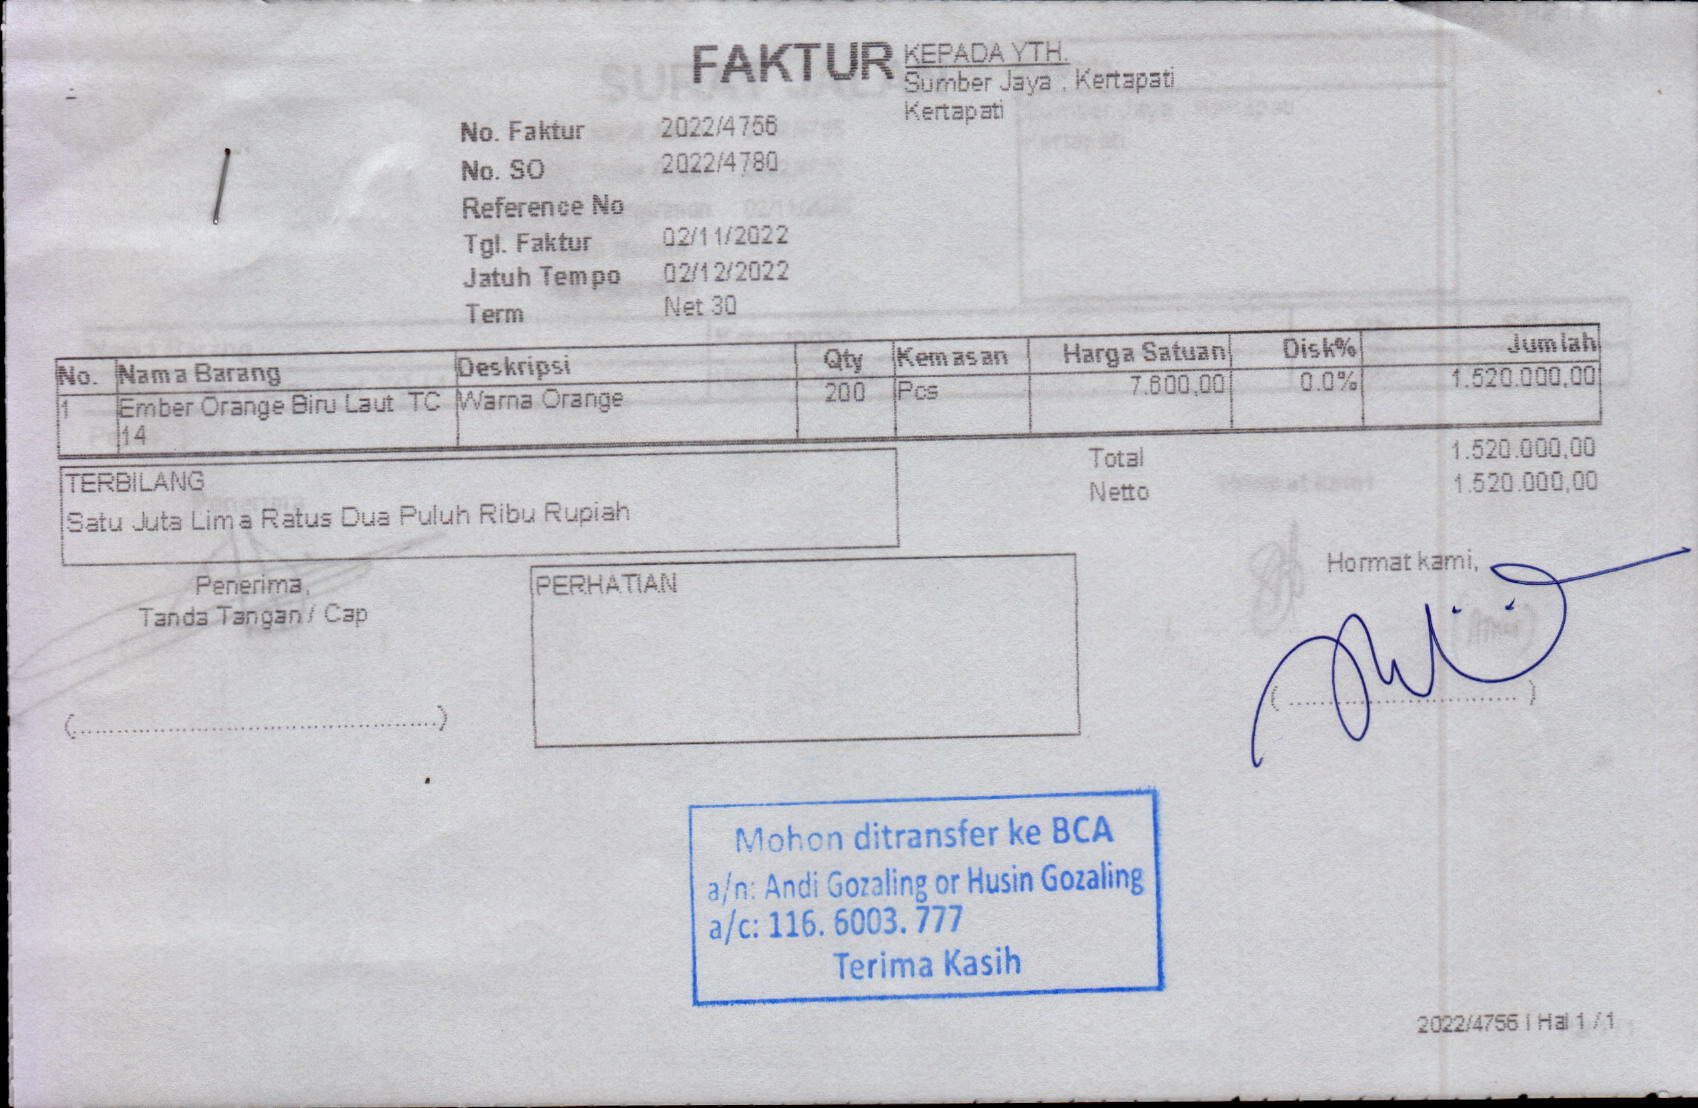 FAKTUR
KEPADA YTH.
Sumber Jaya , Kertapati
Kertapati
No. Faktur 2022/4756
No. SO 2022/4780
Reference No
Tgl. Faktur 02/11/2022
Jatuh Tempo 02/12/2022
Term Net 30
No. Nama Barang Deskripsi Qty Kemasan Harga Satuan Disk% Jumlah
1 Ember Orange Biru Laut TC Warna Orange 200 Pcs 7.600,00 0.0% 1.520.000,00
14
Total 1.520.000,00
Netto 1.520.000,00
TERBILANG
Satu Juta Lima Ratus Dua Puluh Ribu Rupiah
Penerima,
Tanda Tangan / Cap
(..........................................)
PERHATIAN
Hormat kami,
(..............................)
Mohon ditransfer ke BCA
a/n: Andi Gozaling or Husin Gozaling
a/c: 116. 6003. 777
Terima Kasih
2022/4756 | Hal 1 / 1